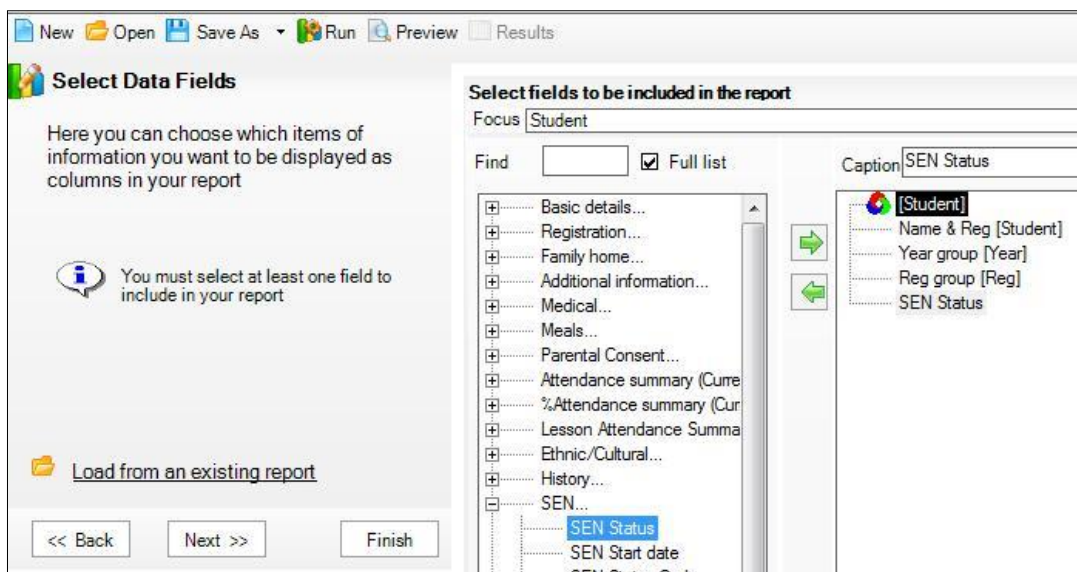 New Open Save As Run Preview Results
Select Data Fields
Here you can choose which items of
information you want to be displayed as
columns in your report
You must select at least one field to
include in your report
Load from an existing report
<< Back Next >> Finish
Select fields to be included in the report
Focus Student
Find Full list
Basic details...
Registration...
Family home...
Additional information...
Medical...
Meals...
Parental Consent...
Attendance summary (Curre
%Attendance summary (Cur
Lesson Attendance Summa
Ethnic/Cultural...
History...
SEN...
SEN Status
SEN Start date
Caption SEN Status
[Student]
Name & Reg [Student]
Year group [Year]
Reg group [Reg]
SEN Status